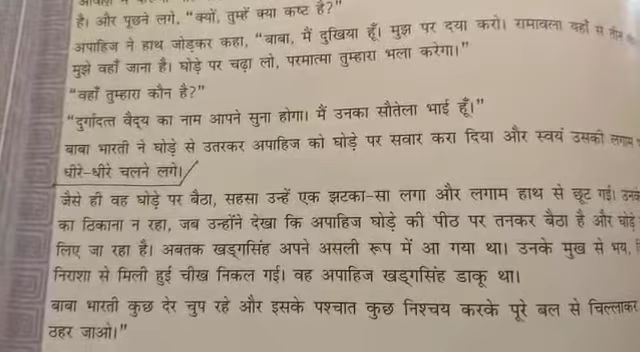 है। और पूछने लगे, "क्यों, तुम्हें क्या कष्ट है?"
अपाहिज ने हाथ जोड़कर कहा, "बाबा, मैं दुखिया हूँ। मुझ पर दया करो। रामावला यहाँ से तीन
मुझे वहाँ जाना है। घोड़े पर चढ़ा लो, परमात्मा तुम्हारा भला करेगा।"
"वहाँ तुम्हारा कौन है?"
"दुर्गादत्त वैद्य का नाम आपने सुना होगा। मैं उनका सौतेला भाई हूँ।"
बाबा भारती ने घोड़े से उतरकर अपाहिज को घोड़े पर सवार करा दिया और स्वयं उसकी लगाम
धीरे-धीरे चलने लगे।
जैसे ही वह घोड़े पर बैठा, सहसा उन्हें एक झटका-सा लगा और लगाम हाथ से छूट गई। उनके
का ठिकाना न रहा, जब उन्होंने देखा कि अपाहिज घोड़े की पीठ पर तनकर बैठा है और घोड़े
लिए जा रहा है। अबतक खड्गसिंह अपने असली रूप में आ गया था। उनके मुख से भय,
निराशा से मिली हुई चीख निकल गई। वह अपाहिज खड्गसिंह डाकू था।
बाबा भारती कुछ देर चुप रहे और इसके पश्चात कुछ निश्चय करके पूरे बल से चिल्लाकर
ठहर जाओ।"